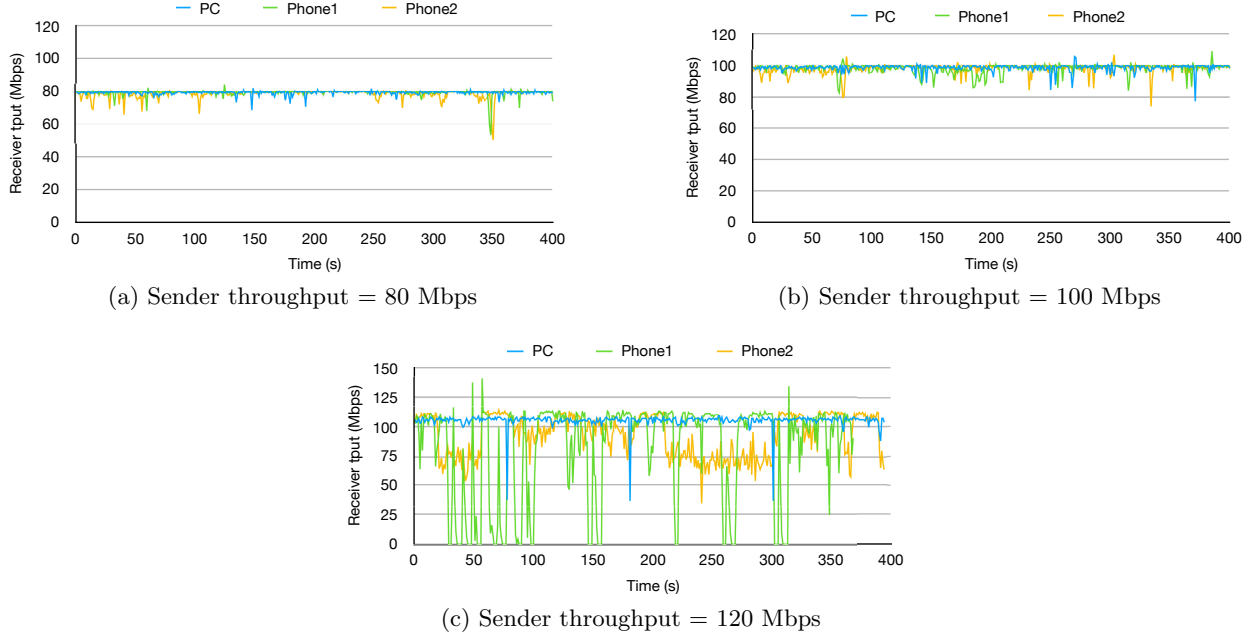 PC Phone1 Phone2
Receiver tput (Mbps)
120
100
80
60
40
20
0
0 50 100 150 200 250 300 350 400
Time (s)
(a) Sender throughput = 80 Mbps
PC Phone1 Phone2
Receiver tput (Mbps)
120
100
80
60
40
20
0
0 50 100 150 200 250 300 350 400
Time (s)
(b) Sender throughput = 100 Mbps
PC Phone1 Phone2
Receiver tput (Mbps)
150
125
100
75
50
25
0
0 50 100 150 200 250 300 350 400
Time (s)
(c) Sender throughput = 120 Mbps